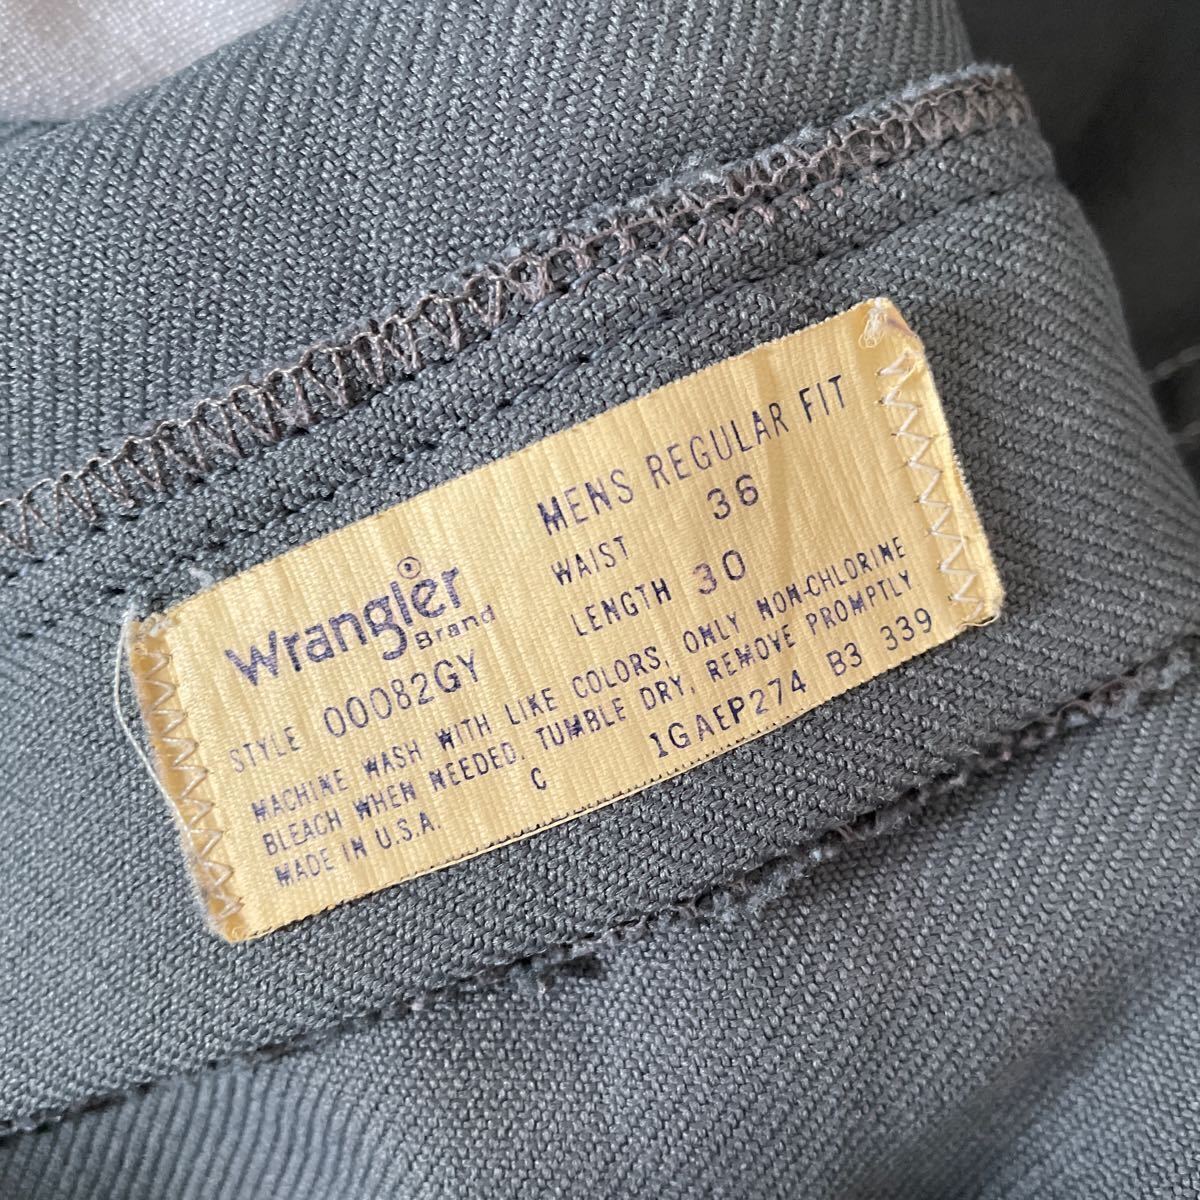 Wrangler®
Brand
STYLE 00082GY
MENS REGULAR FIT
WAIST 36
LENGTH 30
MACHINE WASH WITH LIKE COLORS, ONLY NON-CHLORINE
BLEACH WHEN NEEDED, TUMBLE DRY, REMOVE PROMPTLY
MADE IN U.S.A. C 1GAEP274 B3 339